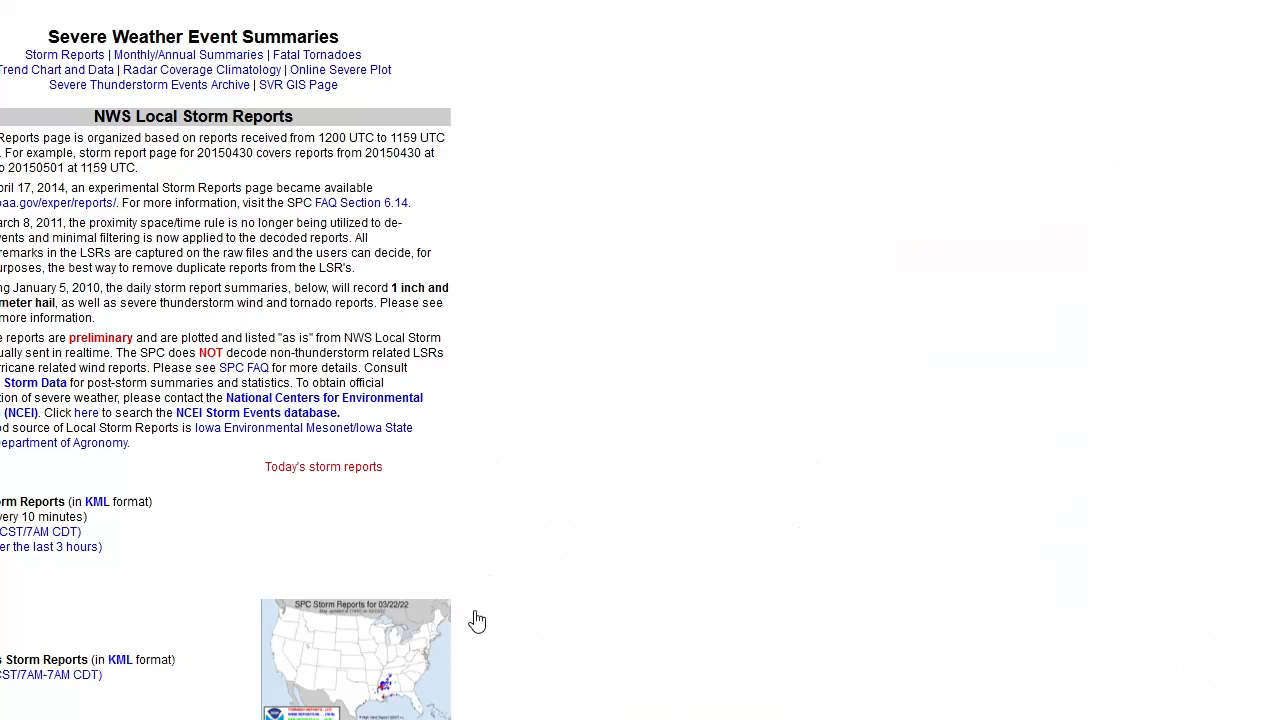 Severe Weather Event Summaries
Storm Reports | Monthly/Annual Summaries | Fatal Tornadoes
Trend Chart and Data | Radar Coverage Climatology | Online Severe Plot
Severe Thunderstorm Events Archive | SVR GIS Page
NWS Local Storm Reports
Reports page is organized based on reports received from 1200 UTC to 1159 UTC
. For example, storm report page for 20150430 covers reports from 20150430 at
o 20150501 at 1159 UTC.
pril 17, 2014, an experimental Storm Reports page became available
oaa.gov/exper/reports/. For more information, visit the SPC FAQ Section 6.14.
arch 8, 2011, the proximity space/time rule is no longer being utilized to de-
ents and minimal filtering is now applied to the decoded reports. All
remarks in the LSRs are captured on the raw files and the users can decide, for
urposes, the best way to remove duplicate reports from the LSR's.
ng January 5, 2010, the daily storm report summaries, below, will record 1 inch and
meter hail, as well as severe thunderstorm wind and tornado reports. Please see
more information.
e reports are preliminary and are plotted and listed "as is" from NWS Local Storm
ually sent in realtime. The SPC does NOT decode non-thunderstorm related LSRs
rricane related wind reports. Please see SPC FAQ for more details. Consult
Storm Data for post-storm summaries and statistics. To obtain official
tion of severe weather, please contact the National Centers for Environmental
(NCEI). Click here to search the NCEI Storm Events database.
od source of Local Storm Reports is Iowa Environmental Mesonet/Iowa State
epartment of Agronomy.
Today's storm reports
orm Reports (in KML format)
very 10 minutes)
CST/7AM CDT)
er the last 3 hours)
SPC Storm Reports for 03/22/22
s Storm Reports (in KML format)
CST/7AM-7AM CDT)